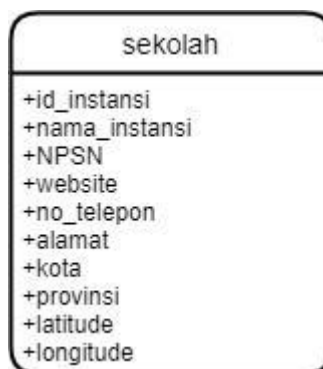 sekolah
+id_instansi
+nama_instansi
+NPSN
+website
+no_telepon
+alamat
+kota
+provinsi
+latitude
+longitude